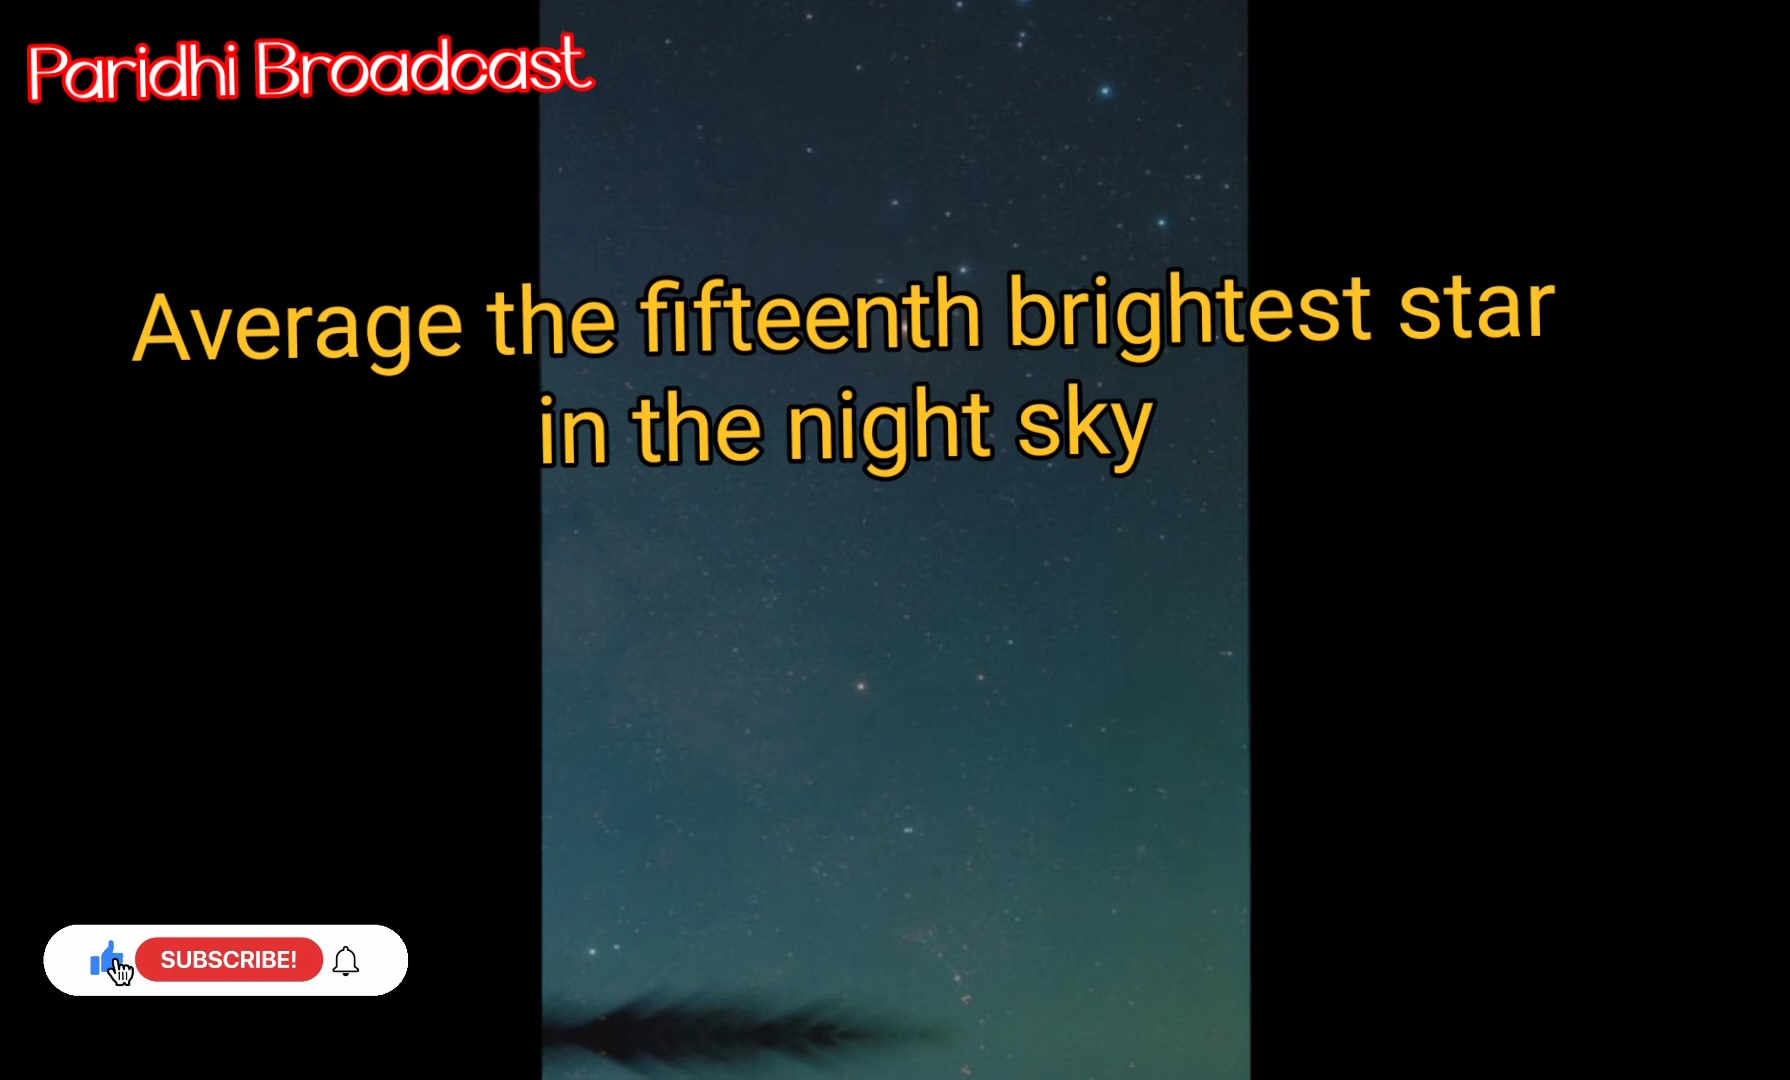 Paridhi Broadcast
Average the fifteenth brightest star
in the night sky
SUBSCRIBE!